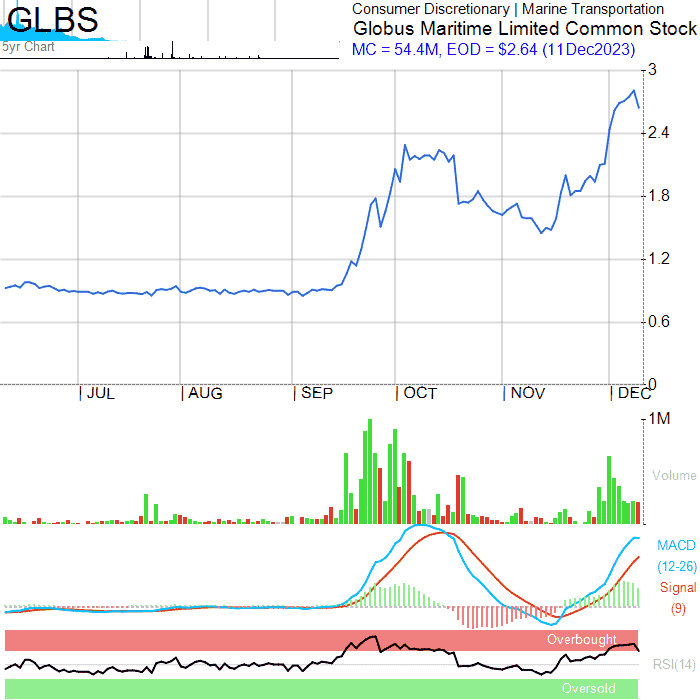 GLBS
5yr Chart
Consumer Discretionary | Marine Transportation
Globus Maritime Limited Common Stock
MC = 54.4M, EOD = $2.64 (11Dec2023)
3
2.4
1.8
1.2
0.6
0
| JUL | AUG | SEP | OCT | NOV | DEC
1M
Volume
MACD
(12-26)
Signal
(9)
Overbought
RSI(14)
Oversold